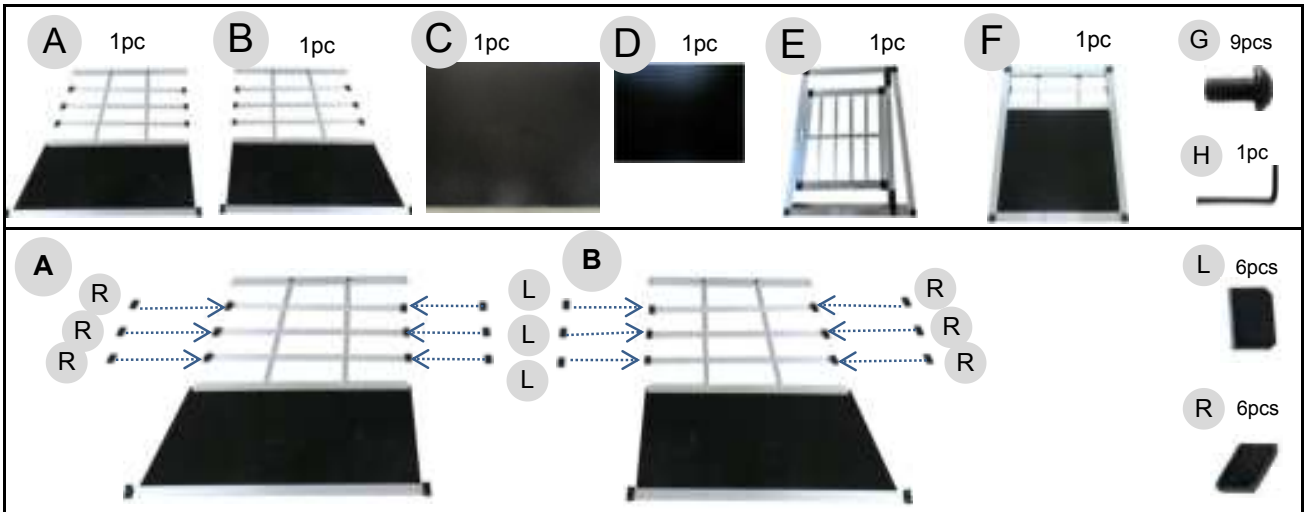 A 1pc
B 1pc
C 1pc
D 1pc
E 1pc
F 1pc
G 9pcs
H 1pc
A
R
R
R
L
L
L
B
R
R
R
L 6pcs
R 6pcs